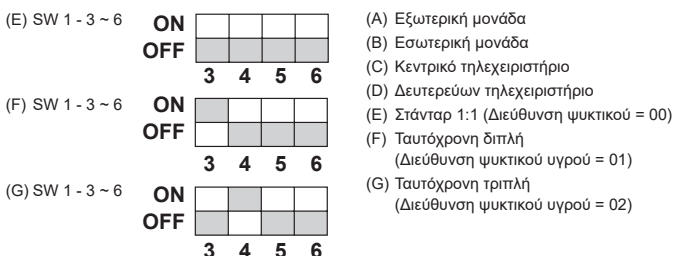 (E) SW 1 - 3 ~ 6
ON
OFF
3 4 5 6
(F) SW 1 - 3 ~ 6
ON
OFF
3 4 5 6
(G) SW 1 - 3 ~ 6
ON
OFF
3 4 5 6
(A) Εξωτερική μονάδα
(B) Εσωτερική μονάδα
(C) Κεντρικό τηλεχειριστήριο
(D) Δευτερεύων τηλεχειριστήριο
(E) Στάνταρ 1:1 (Διεύθυνση ψυκτικού = 00)
(F) Ταυτόχρονη διπλή
(Διεύθυνση ψυκτικού υγρού = 01)
(G) Ταυτόχρονη τριπλή
(Διεύθυνση ψυκτικού υγρού = 02)